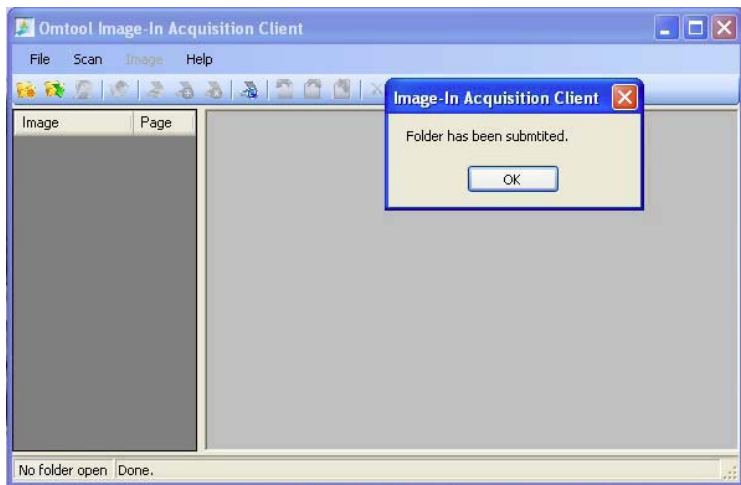 Omtool Image-In Acquisition Client
File Scan Image Help
Image Page
Image-In Acquisition Client
Folder has been submtited.
OK
No folder open Done.